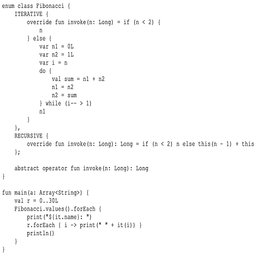 enum class Fibonacci {
ITERATIVE {
override fun invoke(n: Long) = if (n < 2) {
n
} else {
var n1 = 0L
var n2 = 1L
var i = n
do {
val sum = n1 + n2
n1 = n2
n2 = sum
} while (i-- > 1)
n1
}
},
RECURSIVE {
override fun invoke(n: Long): Long = if (n < 2) n else this(n - 1) + this
};
abstract operator fun invoke(n: Long): Long
}
fun main(a: Array<String>) {
val r = 0..30L
Fibonacci.values().forEach {
print("${it.name}: ")
r.forEach { i -> print(" " + it(i)) }
println()
}
}